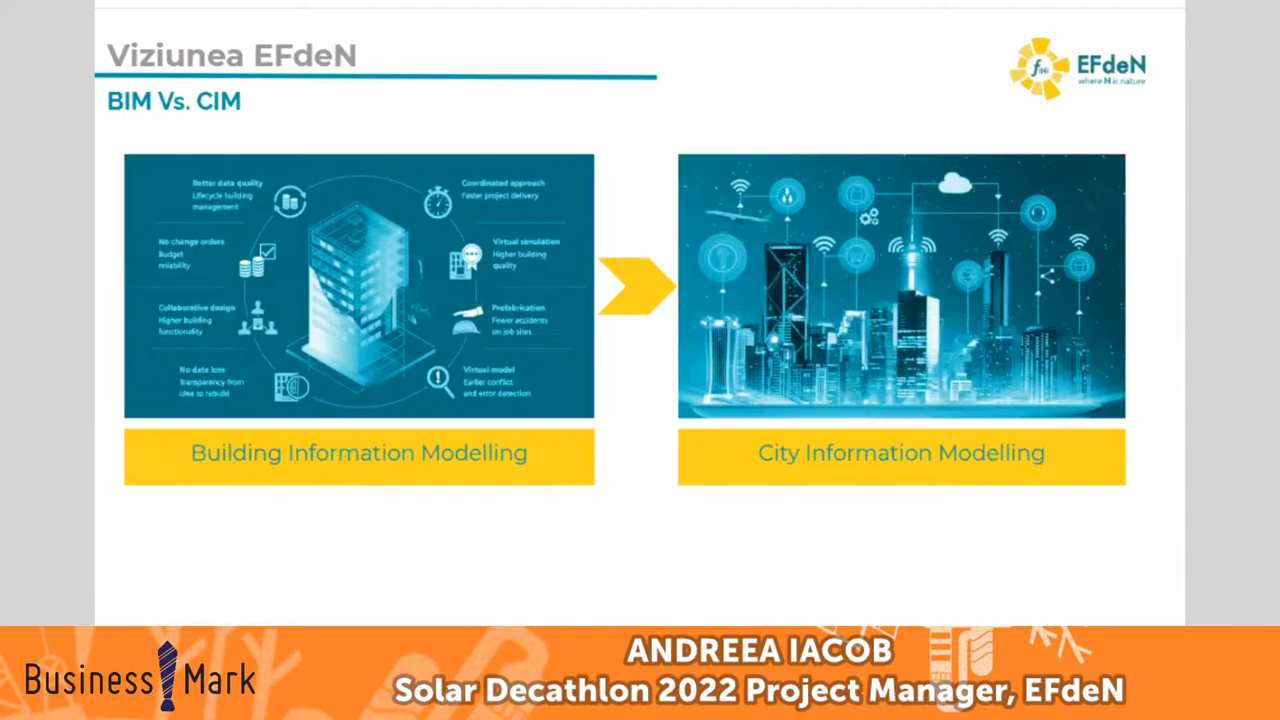 Viziunea EFdeN
BIM Vs. CIM
EFdeN
where N is nature
Better data quality
Lifecycle building
management
No change orders
Budget
reliability
Collaborative design
Higher building
functionality
No data loss
Transparency from
idea to rebuild
Coordinated approach
Faster project delivery
Virtual simulation
Higher building
quality
Prefabrication
Fewer accidents
on job sites
Virtual model
Earlier conflict
and error detection
Building Information Modelling
City Information Modelling
Business Mark
ANDREEA IACOB
Solar Decathlon 2022 Project Manager, EFdeN